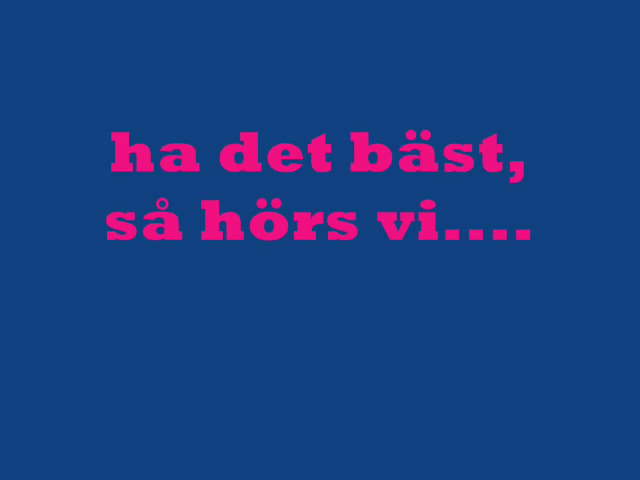 ha det bäst,
så hörs vi....